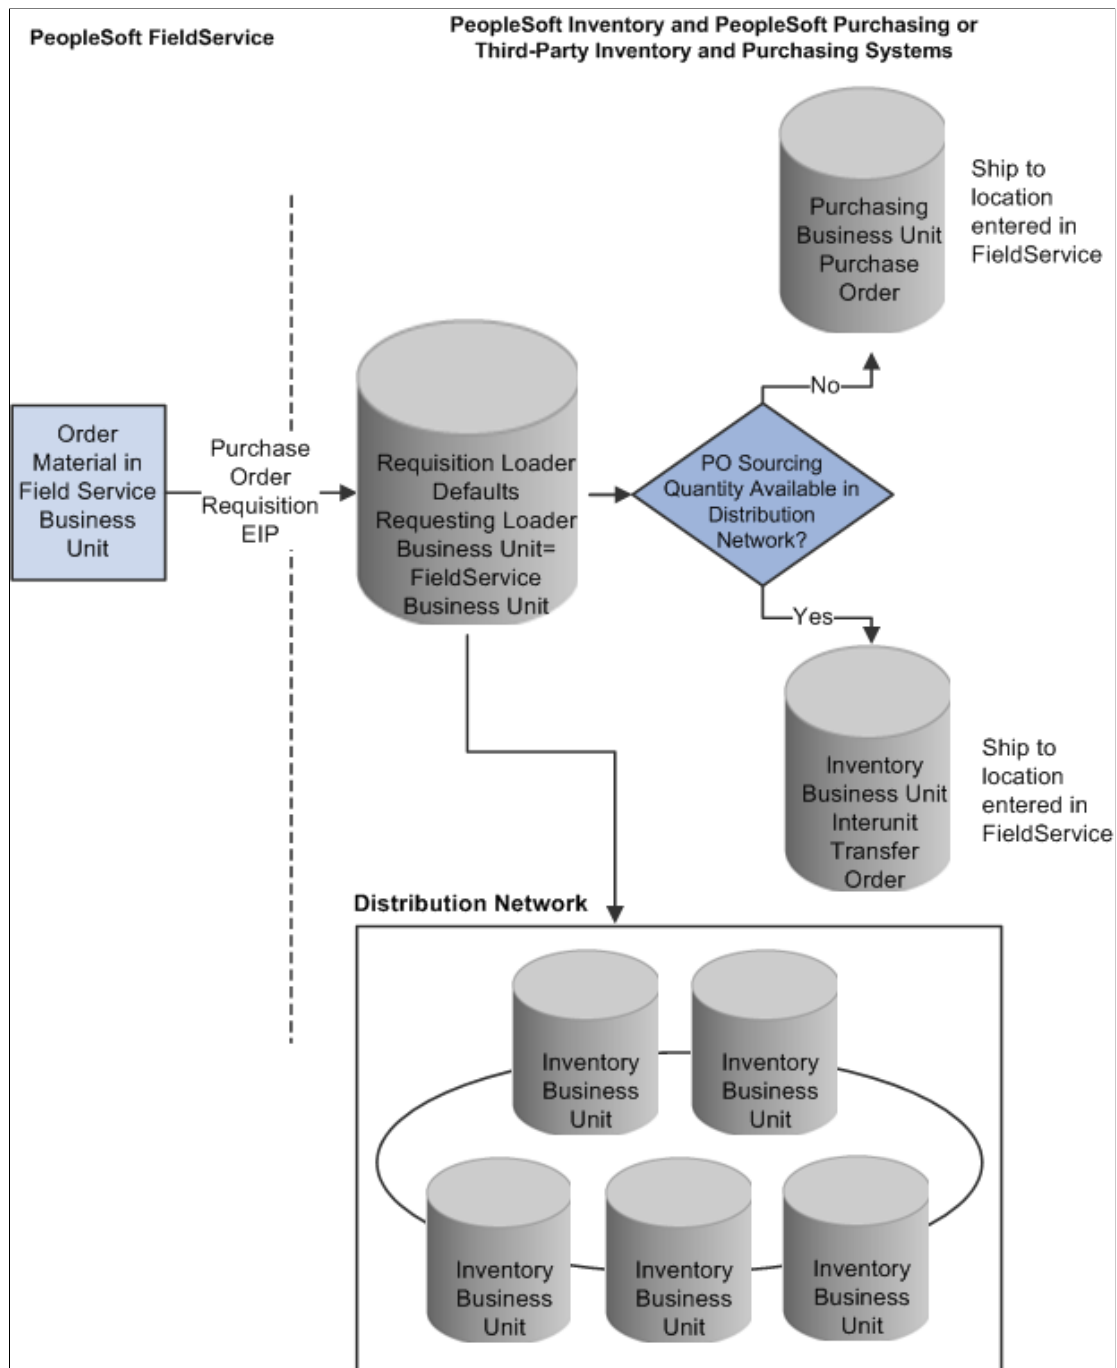 PeopleSoft FieldService
PeopleSoft Inventory and PeopleSoft Purchasing or
Third-Party Inventory and Purchasing Systems
Order
Material in
Field Service
Business
Unit
Purchase
Order
Requisition
EIP
Requisition Loader
Defaults
Requesting Loader
Business Unit=
FieldService
Business Unit
PO Sourcing
Quantity Available in
Distribution
Network?
No
Purchasing
Business Unit
Purchase
Order
Ship to
location
entered in
FieldService
Yes
Inventory
Business Unit
Interunit
Transfer
Order
Ship to
location
entered in
FieldService
Distribution Network
Inventory
Business
Unit
Inventory
Business
Unit
Inventory
Business
Unit
Inventory
Business
Unit
Inventory
Business
Unit